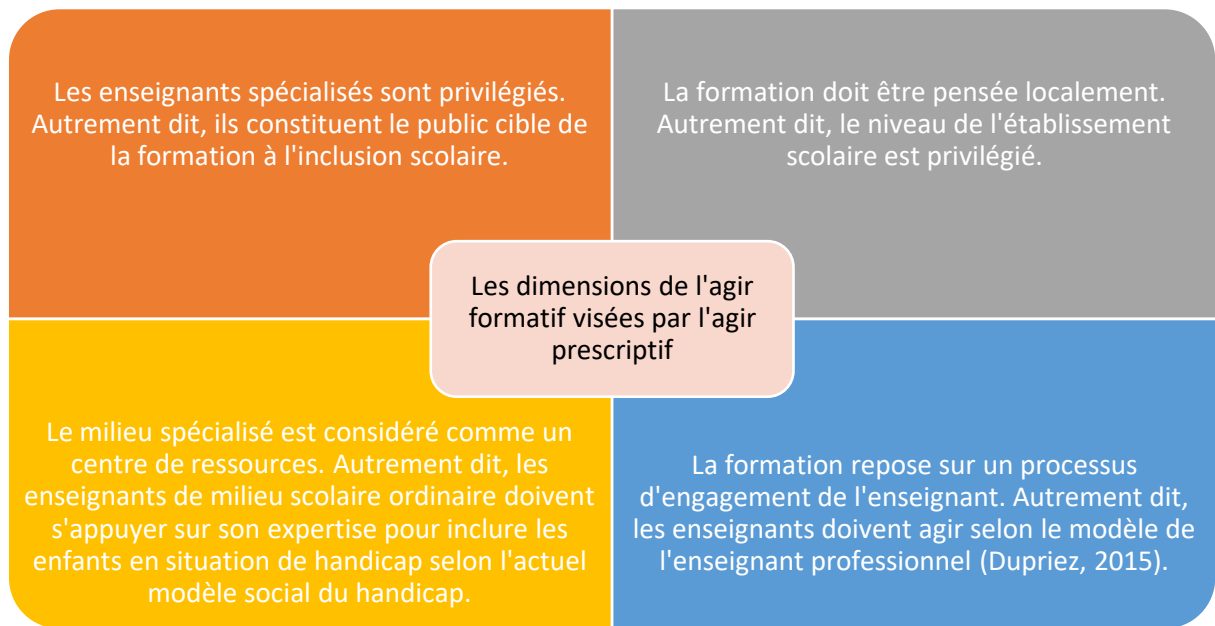 Les enseignants spécialisés sont privilégiés.
Autrement dit, ils constituent le public cible de
la formation à l'inclusion scolaire.
La formation doit être pensée localement.
Autrement dit, le niveau de l'établissement
scolaire est privilégié.
Les dimensions de l'agir
formatif visées par l'agir
prescriptif
Le milieu spécialisé est considéré comme un
centre de ressources. Autrement dit, les
enseignants de milieu scolaire ordinaire doivent
s'appuyer sur son expertise pour inclure les
enfants en situation de handicap selon l'actuel
modèle social du handicap.
La formation repose sur un processus
d'engagement de l'enseignant. Autrement dit,
les enseignants doivent agir selon le modèle de
l'enseignant professionnel (Dupriez, 2015).